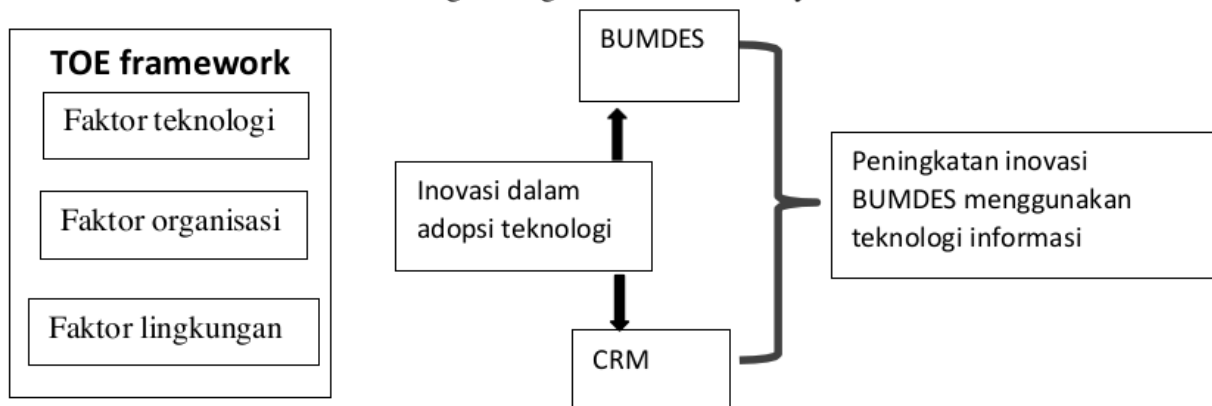 TOE framework
Faktor teknologi
Faktor organisasi
Faktor lingkungan
BUMDES
Inovasi dalam
adopsi teknologi
CRM
Peningkatan inovasi
BUMDES menggunakan
teknologi informasi